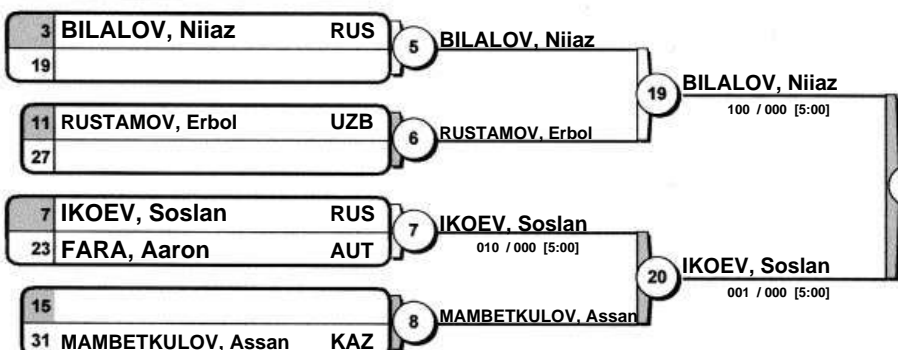 3 BILALOV, Niiaz RUS
19
5
BILALOV, Niiaz
11 RUSTAMOV, Erbol UZB
27
6
RUSTAMOV, Erbol
19
BILALOV, Niiaz
100 / 000 [5:00]
7 IKOEV, Soslan RUS
23 FARA, Aaron AUT
7
IKOEV, Soslan
010 / 000 [5:00]
15
31 MAMBETKULOV, Assan KAZ
8
MAMBETKULOV, Assan
20
IKOEV, Soslan
001 / 000 [5:00]